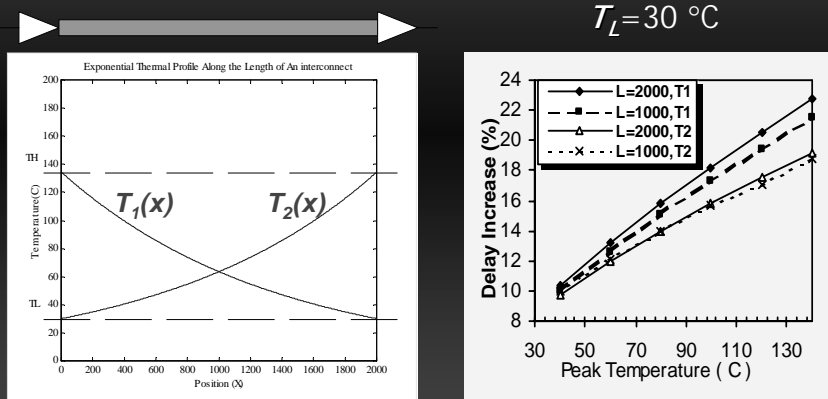 T_L=30 °C
Exponential Thermal Profile Along the Length of An interconnect
Temperature(C)
200
180
160
TH
140
120
100
80
60
TL
40
20
0
T₁(x)
T₂(x)
0 200 400 600 800 1000 1200 1400 1600 1800 2000
Position (X)
Delay Increase (%)
24
22
20
18
16
14
12
10
8
L=2000,T1
L=1000,T1
L=2000,T2
L=1000,T2
30 50 70 90 110 130
Peak Temperature ( C )